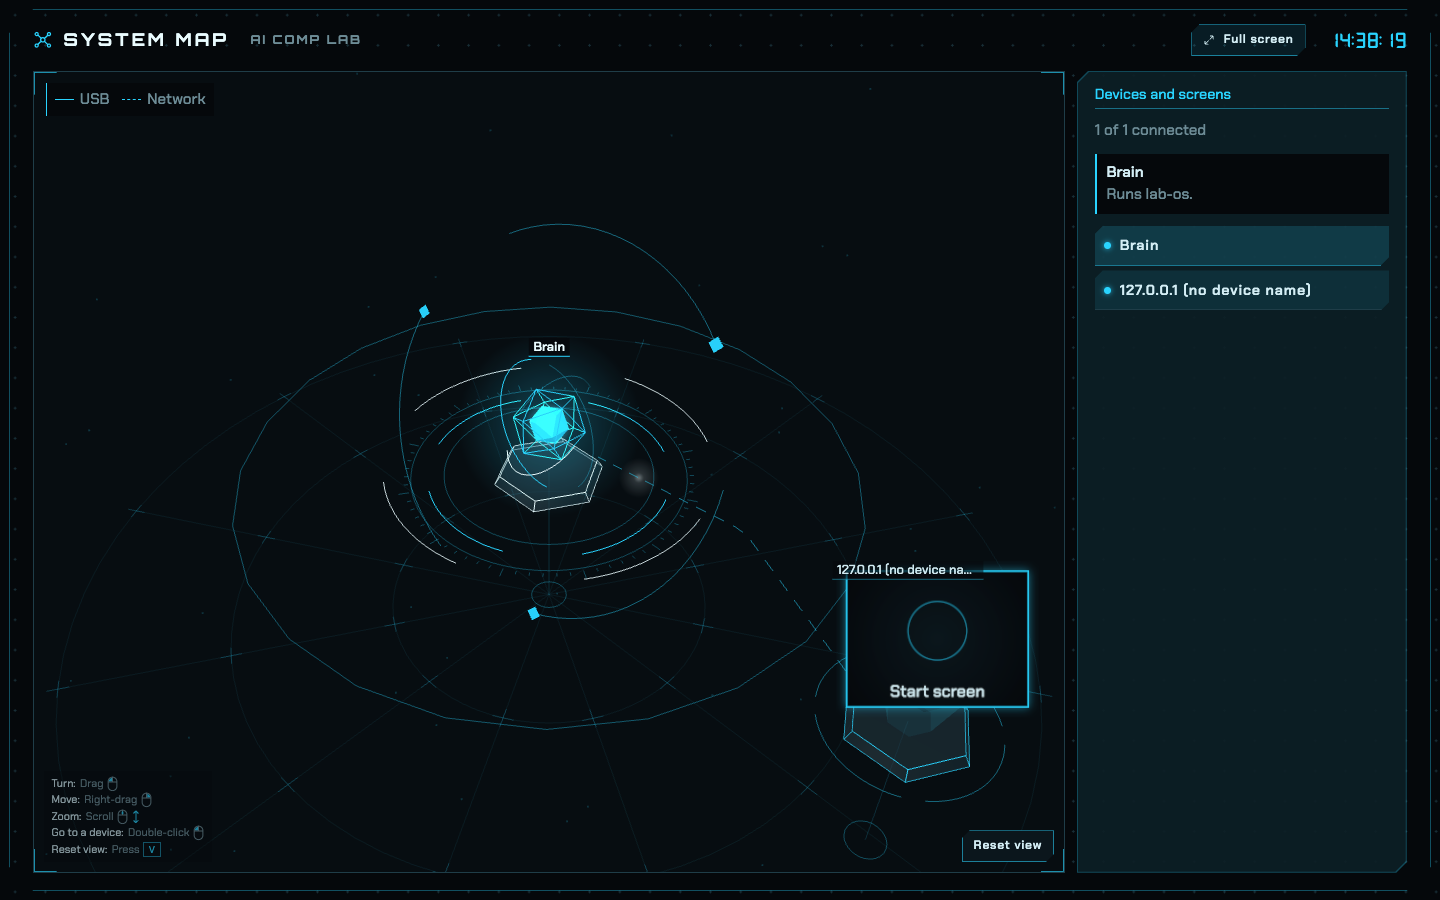 SYSTEM MAP AI COMP LAB
Full screen
14:38:19
USB Network
Brain
127.0.0.1 (no device na...
Start screen
Turn: Drag
Move: Right-drag
Zoom: Scroll
Go to a device: Double-click
Reset view: Press V
Reset view
Devices and screens
1 of 1 connected
Brain
Runs lab-os.
Brain
127.0.0.1 (no device name)